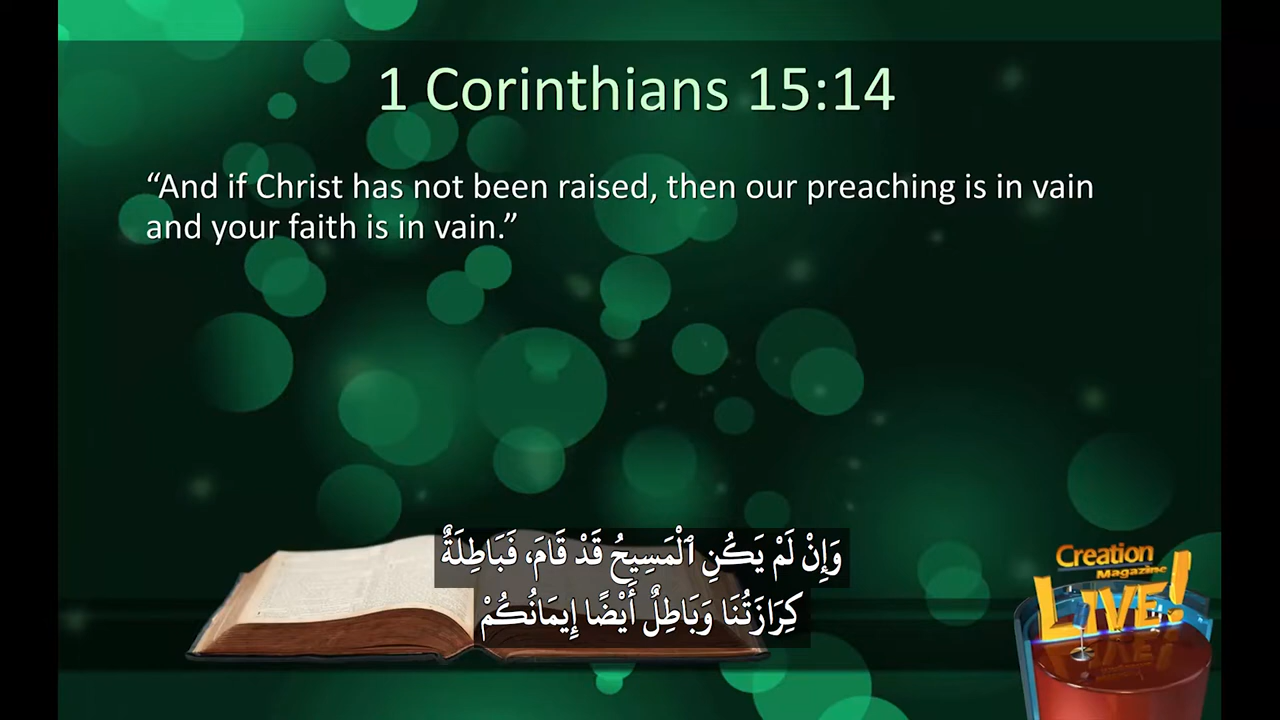 1 Corinthians 15:14
“And if Christ has not been raised, then our preaching is in vain
and your faith is in vain.”
وَإِنْ لَمْ يَكُنِ ٱلْمَسِيحُ قَدْ قَامَ، فَبَاطِلَةٌ
كِرَازَتُنَا وَبَاطِلٌ أَيْضًا إِيمَانُكُمْ
Creation
Magazine
LIVE!